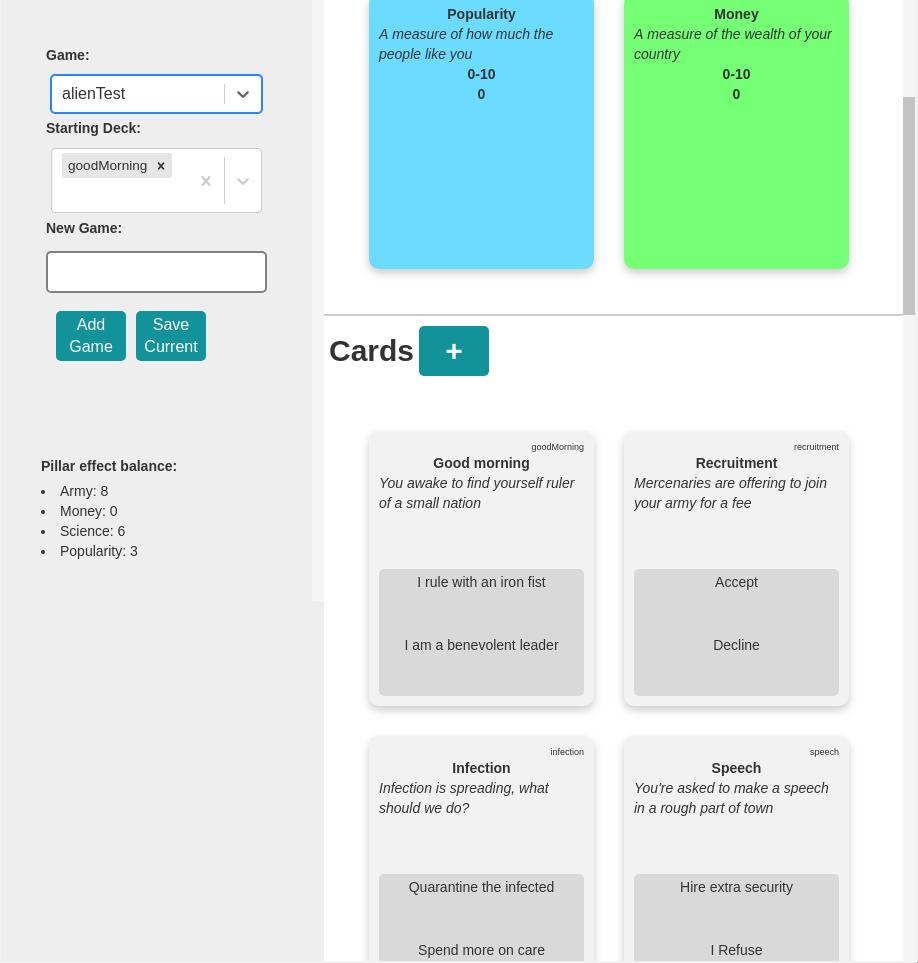 Game:
alienTest
Starting Deck:
goodMorning
New Game:
Add
Game
Save
Current
Pillar effect balance:
• Army: 8
• Money: 0
• Science: 6
• Popularity: 3
Popularity
A measure of how much the
people like you
0-10
0
Money
A measure of the wealth of your
country
0-10
0
Cards +
goodMorning
Good morning
You awake to find yourself ruler
of a small nation
I rule with an iron fist
I am a benevolent leader
recruitment
Recruitment
Mercenaries are offering to join
your army for a fee
Accept
Decline
infection
Infection
Infection is spreading, what
should we do?
Quarantine the infected
Spend more on care
speech
Speech
You're asked to make a speech
in a rough part of town
Hire extra security
I Refuse